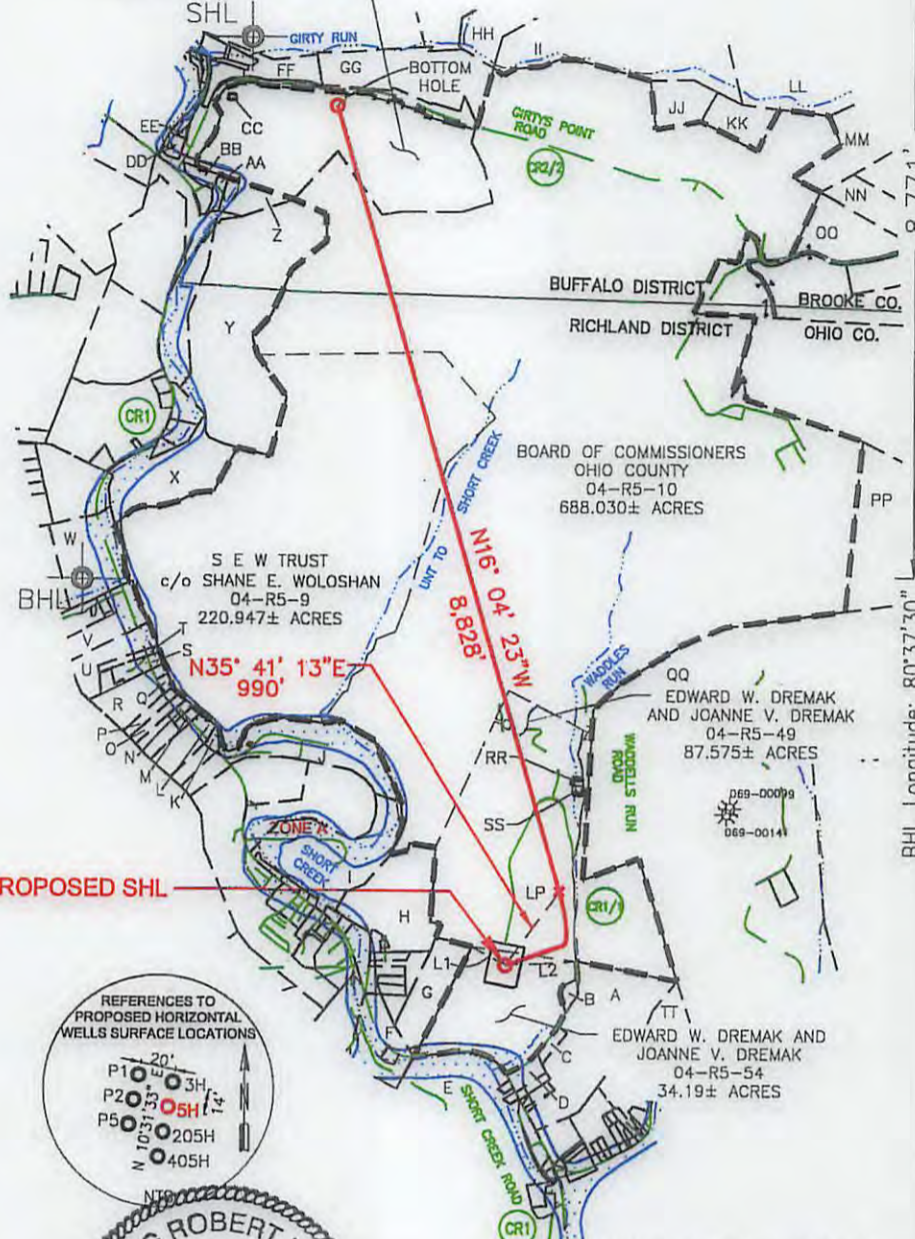 SHL
GIRTY RUN
HH
II
FF
GG
BOTTOM
HOLE
LL
JJ
KK
EE
CC
GIRTYS POINT
ROAD
CR2/2
MM
DD
BB
AA
NN
Z
OO
BUFFALO DISTRICT
BROOKE CO.
Y
RICHLAND DISTRICT
OHIO CO.
CR1
X
UNT TO
SHORT CREEK
BOARD OF COMMISSIONERS
OHIO COUNTY
04-R5-10
688.030± ACRES
PP
W
N16° 04' 23"W
8,828'
S E W TRUST
c/o SHANE E. WOLOSHAN
04-R5-9
220.947± ACRES
BHL
V
T
S
U
N35° 41' 13"E
990'
WADDLES
RUN
QQ
EDWARD W. DREMAK
AND JOANNE V. DREMAK
04-R5-49
87.575± ACRES
R
Q
P
O
N
M
L
K
RR
WADDELLS RUN
ROAD
069-00099
069-0014
SS
ZONE A
SHORT
CREEK
PROPOSED SHL
LP
CR1/1
H
L1
L2
G
B
A
TT
F
C
D
E
EDWARD W. DREMAK AND
JOANNE V. DREMAK
04-R5-54
34.19± ACRES
REFERENCES TO
PROPOSED HORIZONTAL
WELLS SURFACE LOCATIONS
20'
P1
3H
P2
5H
14'
P5
205H
405H
N 10°31'33" E
N
NTS
SHORT CREEK ROAD
CR1
ROBERT
BHL Longitude: 80°37'30"